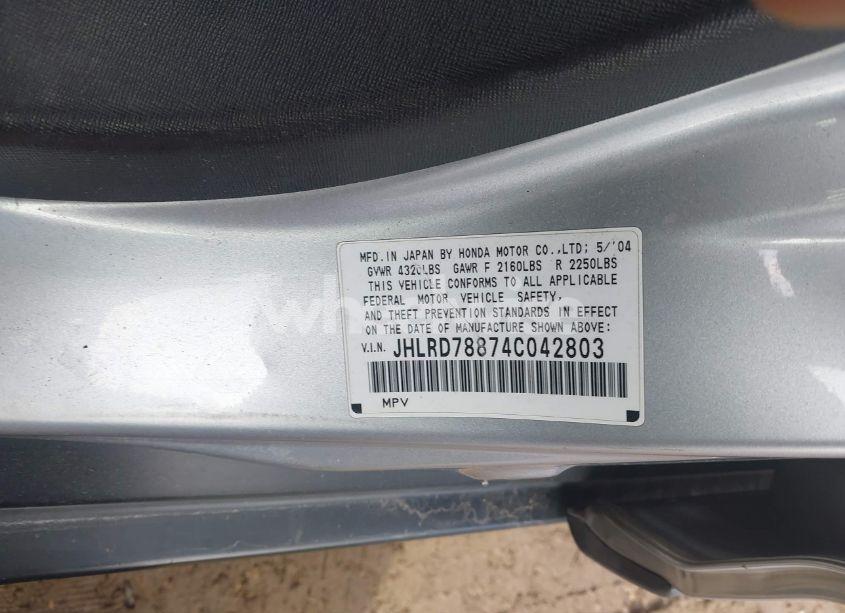 MFD. IN JAPAN BY HONDA MOTOR CO.,LTD; 5/'04
GVWR 4320LBS GAWR F 2160LBS R 2250LBS
THIS VEHICLE CONFORMS TO ALL APPLICABLE
FEDERAL MOTOR VEHICLE SAFETY,
AND THEFT PREVENTION STANDARDS IN EFFECT
ON THE DATE OF MANUFACTURE SHOWN ABOVE:
V.I.N. JHLRD78874C042803
MPV